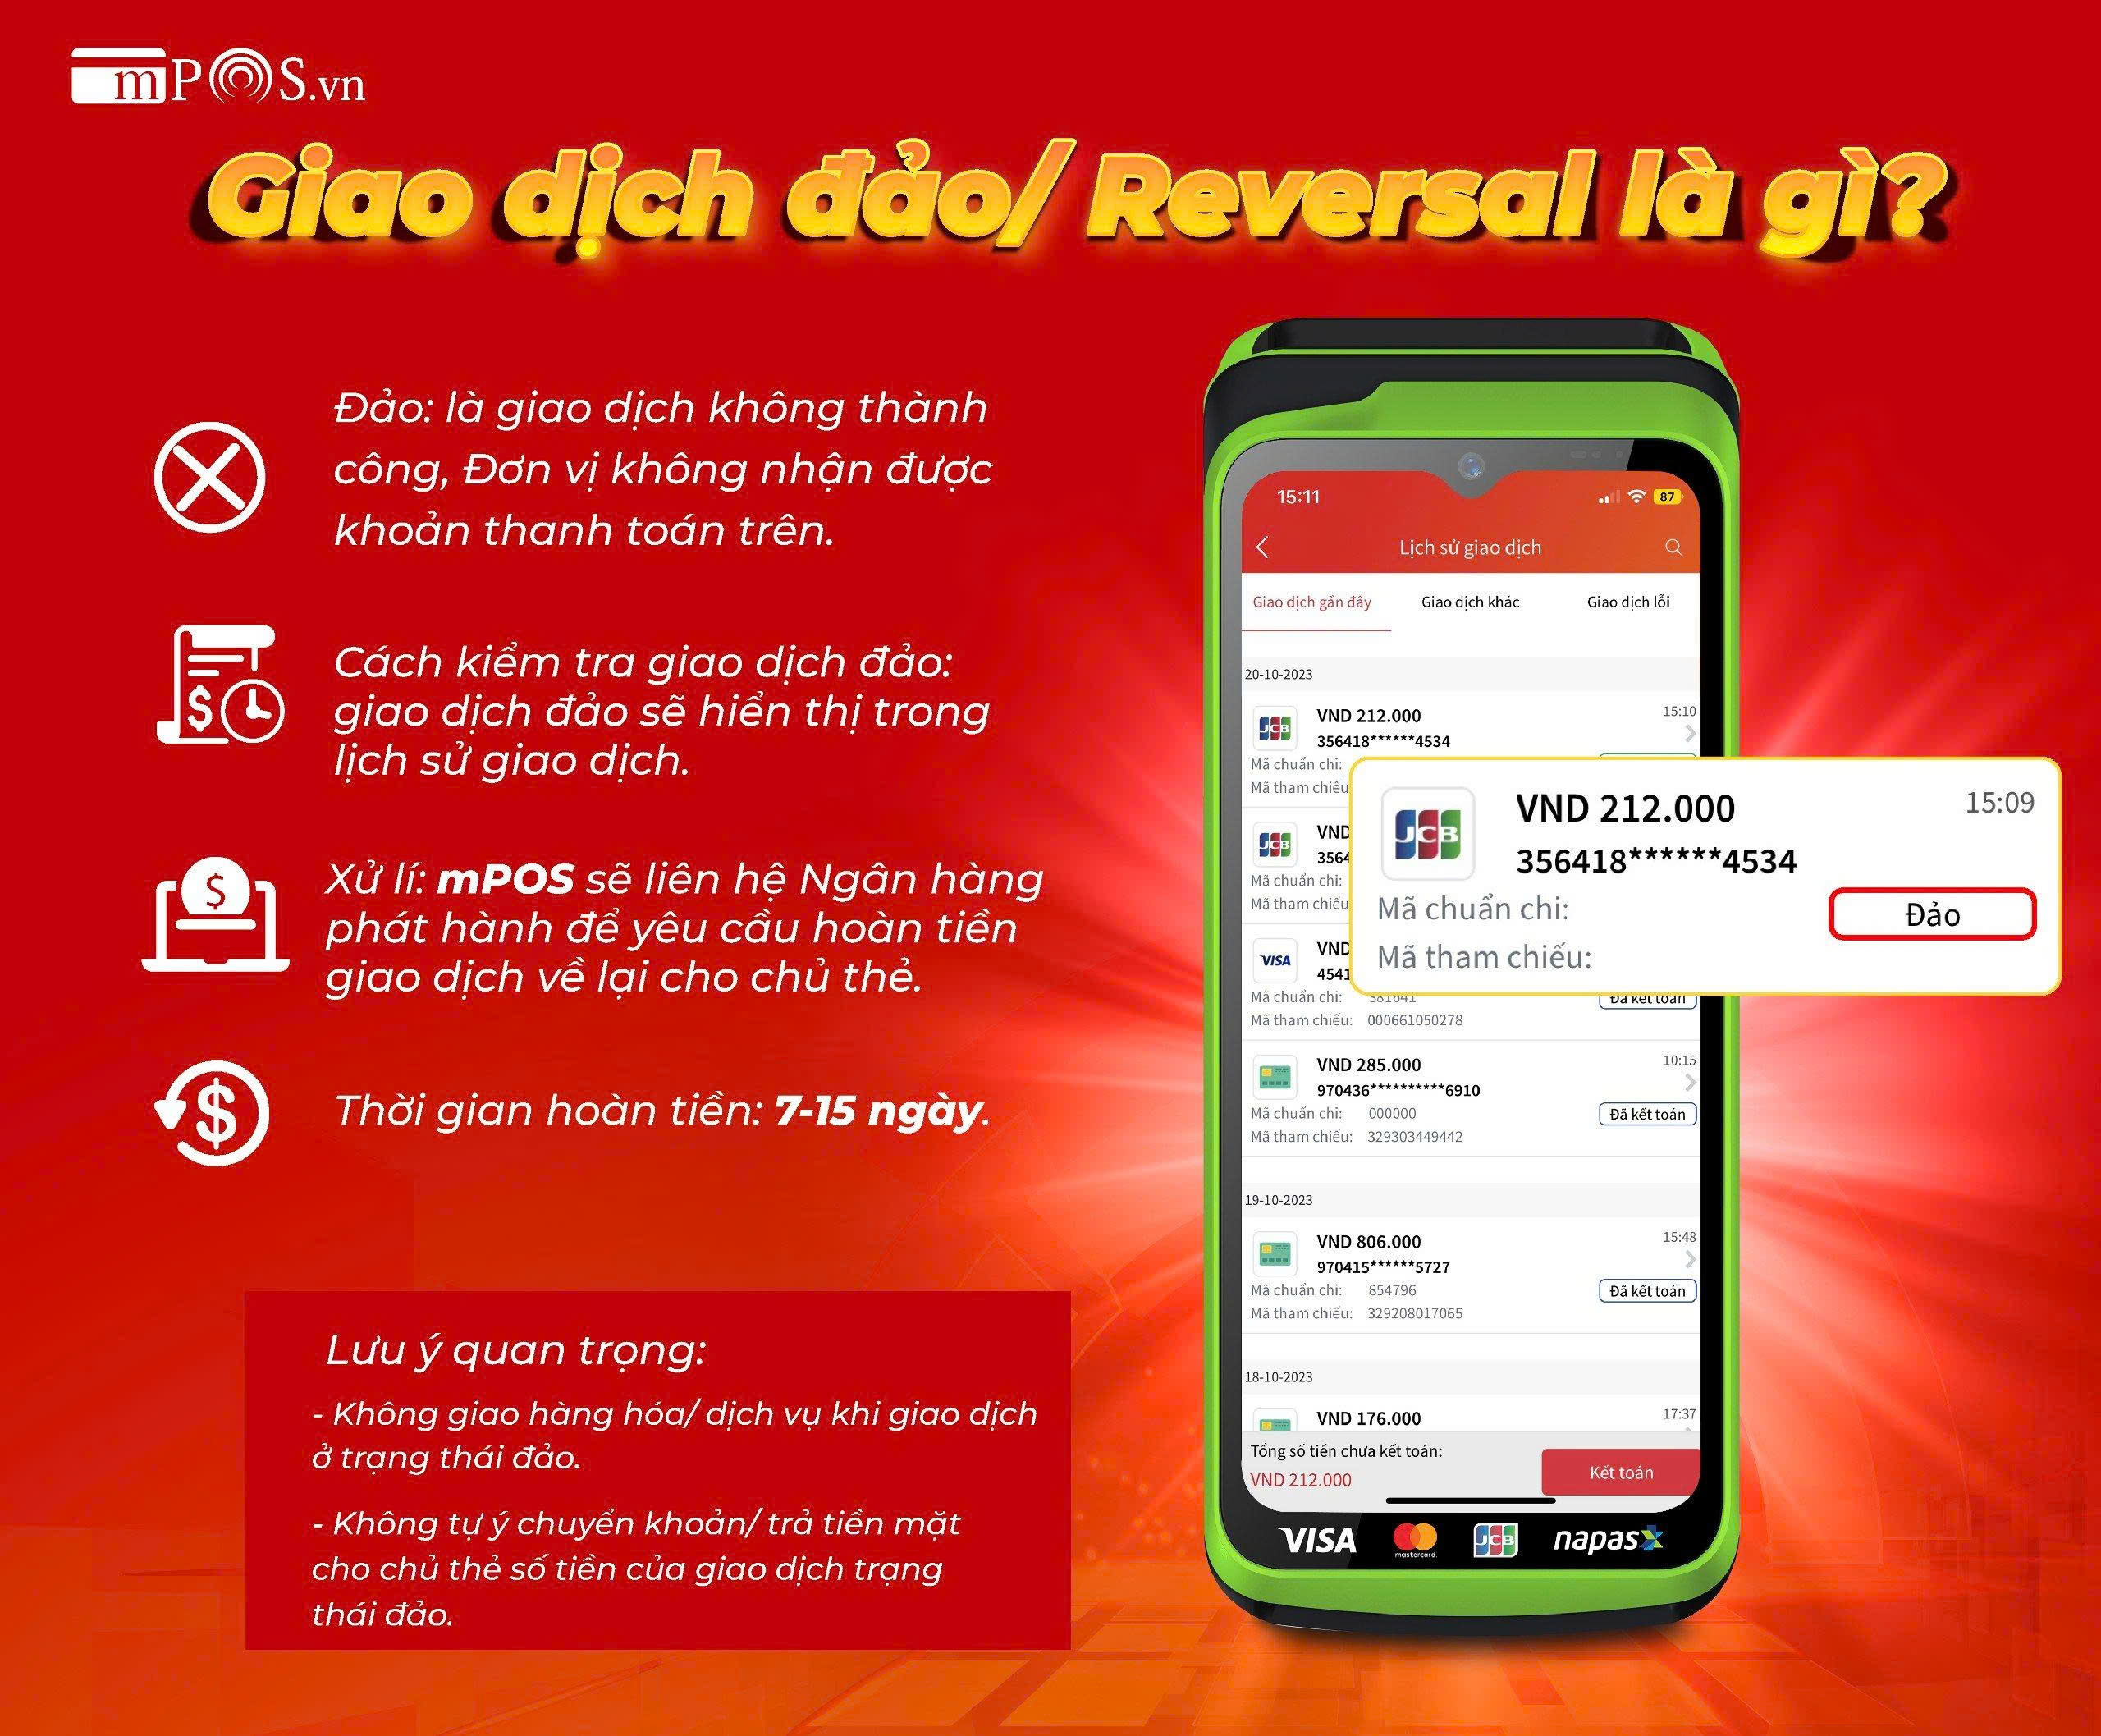 mPOS.vn
Giao dịch đảo/ Reversal là gì?
Đảo: là giao dịch không thành
công, Đơn vị không nhận được
khoản thanh toán trên.
Cách kiểm tra giao dịch đảo:
giao dịch đảo sẽ hiển thị trong
lịch sử giao dịch.
Xử lí: mPOS sẽ liên hệ Ngân hàng
phát hành để yêu cầu hoàn tiền
giao dịch về lại cho chủ thẻ.
Thời gian hoàn tiền: 7-15 ngày.
Lưu ý quan trọng:
- Không giao hàng hóa/ dịch vụ khi giao dịch
ở trạng thái đảo.
- Không tự ý chuyển khoản/ trả tiền mặt
cho chủ thẻ số tiền của giao dịch trạng
thái đảo.
15:11 87
Lịch sử giao dịch
Giao dịch gần đây Giao dịch khác Giao dịch lỗi
20-10-2023
JCB VND 212.000 15:10
356418******4534
Mã chuẩn chi:
Mã tham chiếu
JCB VND
3564
Mã chuẩn chi:
Mã tham chiếu
JCB VND 212.000 15:09
356418******4534
Mã chuẩn chi: Đảo
Mã tham chiếu:
VISA VND
4541
Mã chuẩn chi: 381641 Đã kết toán
Mã tham chiếu: 000661050278
VND 285.000 10:15
970436**********6910
Mã chuẩn chi: 000000 Đã kết toán
Mã tham chiếu: 329303449442
19-10-2023
VND 806.000 15:48
970415******5727
Mã chuẩn chi: 854796 Đã kết toán
Mã tham chiếu: 329208017065
18-10-2023
VND 176.000 17:37
Tổng số tiền chưa kết toán:
VND 212.000 Kết toán
VISA mastercard. JCB napas